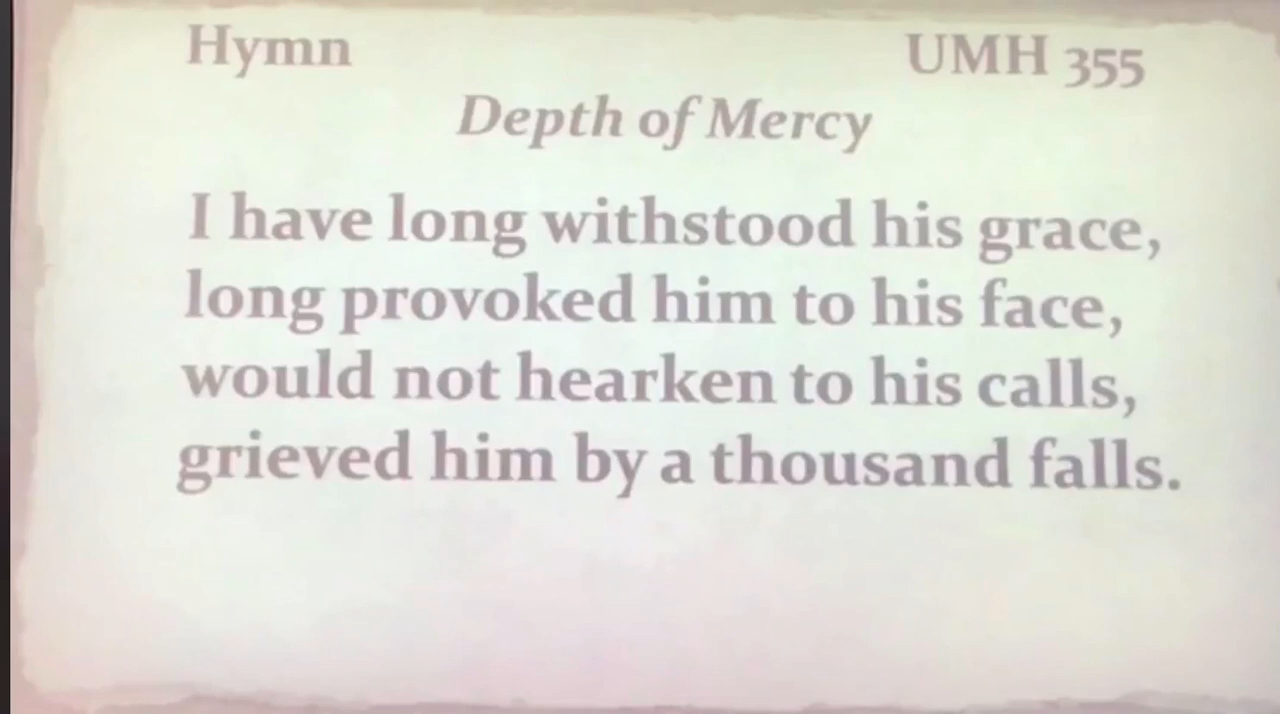 Hymn UMH 355
Depth of Mercy
I have long withstood his grace,
long provoked him to his face,
would not hearken to his calls,
grieved him by a thousand falls.